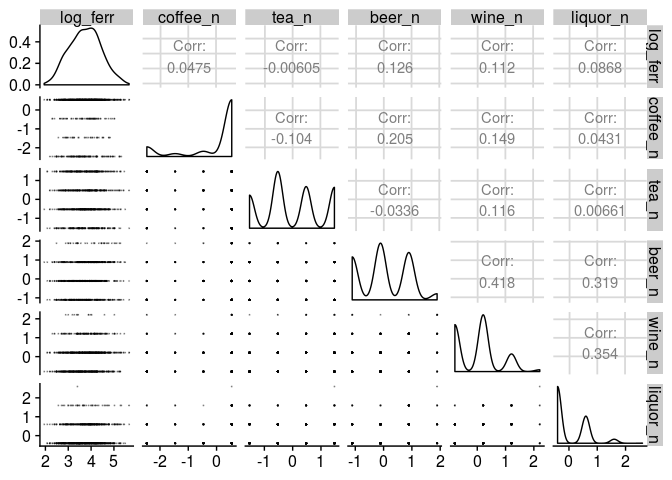 log_ferr coffee_n tea_n beer_n wine_n liquor_n
0.4
0.2
0.0
Corr:
0.0475
Corr:
-0.00605
Corr:
0.126
Corr:
0.112
Corr:
0.0868
log_ferr
0
-1
-2
Corr:
-0.104
Corr:
0.205
Corr:
0.149
Corr:
0.0431
coffee_n
1
0
-1
Corr:
-0.0336
Corr:
0.116
Corr:
0.00661
tea_n
2
1
0
-1
Corr:
0.418
Corr:
0.319
beer_n
2
1
0
Corr:
0.354
wine_n
2
1
0
liquor_n
2 3 4 5
-2 -1 0
-1 0 1
-1 0 1 2
0 1 2
0 1 2